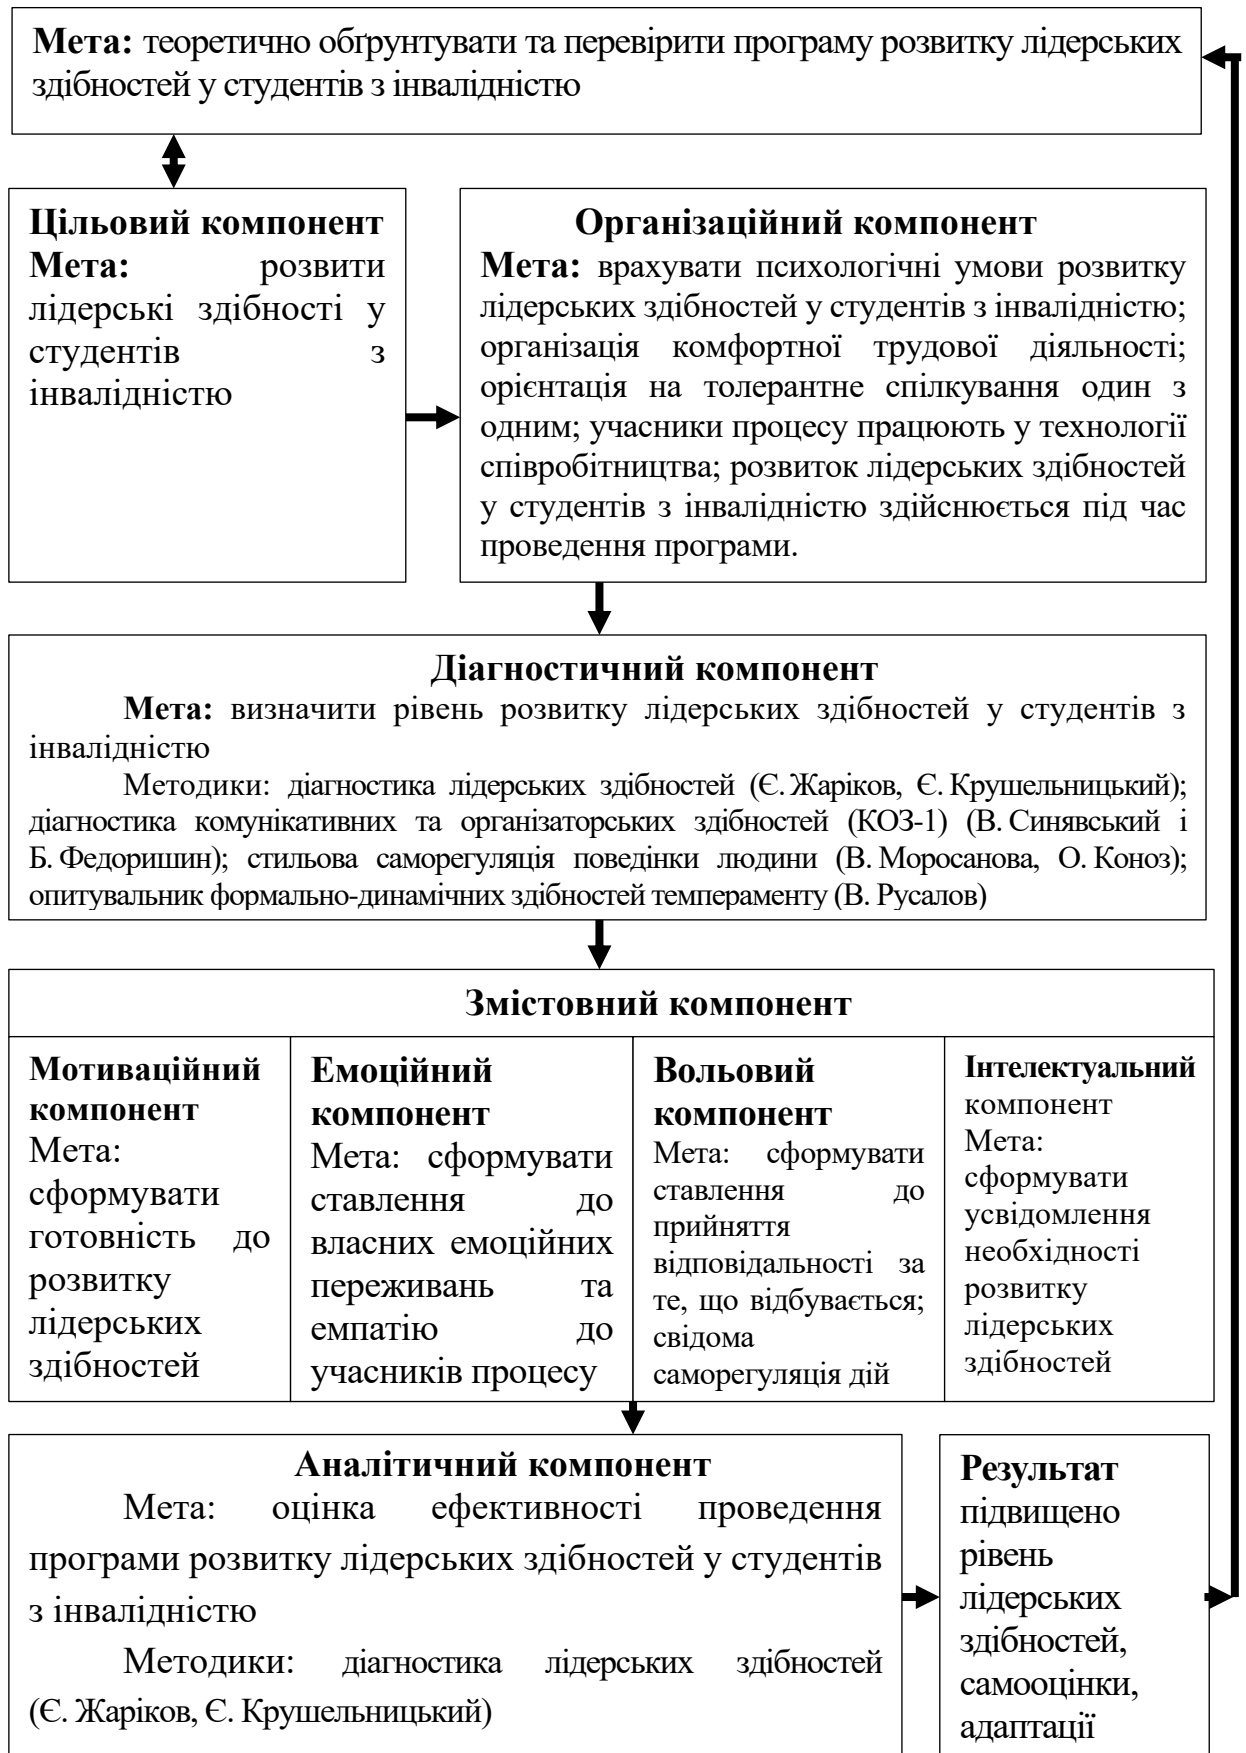 Мета: теоретично обґрунтувати та перевірити програму розвитку лідерських
здібностей у студентів з інвалідністю
Цільовий компонент
Мета: розвити
лідерські здібності у
студентів з
інвалідністю
Організаційний компонент
Мета: врахувати психологічні умови розвитку
лідерських здібностей у студентів з інвалідністю;
організація комфортної трудової діяльності;
орієнтація на толерантне спілкування один з
одним; учасники процесу працюють у технології
співробітництва; розвиток лідерських здібностей
у студентів з інвалідністю здійснюється під час
проведення програми.
Діагностичний компонент
Мета: визначити рівень розвитку лідерських здібностей у студентів з
інвалідністю
Методики: діагностика лідерських здібностей (Є. Жаріков, Є. Крушельницький);
діагностика комунікативних та організаторських здібностей (КОЗ-1) (В. Синявський і
Б. Федоришин); стильова саморегуляція поведінки людини (В. Моросанова, О. Коноз);
опитувальник формально-динамічних здібностей темпераменту (В. Русалов)
Змістовний компонент
Мотиваційний
компонент
Мета:
сформувати
готовність до
розвитку
лідерських
здібностей
Емоційний
компонент
Мета: сформувати
ставлення до
власних емоційних
переживань та
емпатію до
учасників процесу
Вольовий
компонент
Мета: сформувати
ставлення до
прийняття
відповідальності за
те, що відбувається;
свідома
саморегуляція дій
Інтелектуальний
компонент
Мета:
сформувати
усвідомлення
необхідності
розвитку
лідерських
здібностей
Аналітичний компонент
Мета: оцінка ефективності проведення
програми розвитку лідерських здібностей у студентів
з інвалідністю
Методики: діагностика лідерських здібностей
(Є. Жаріков, Є. Крушельницький)
Результат
підвищено
рівень
лідерських
здібностей,
самооцінки,
адаптації